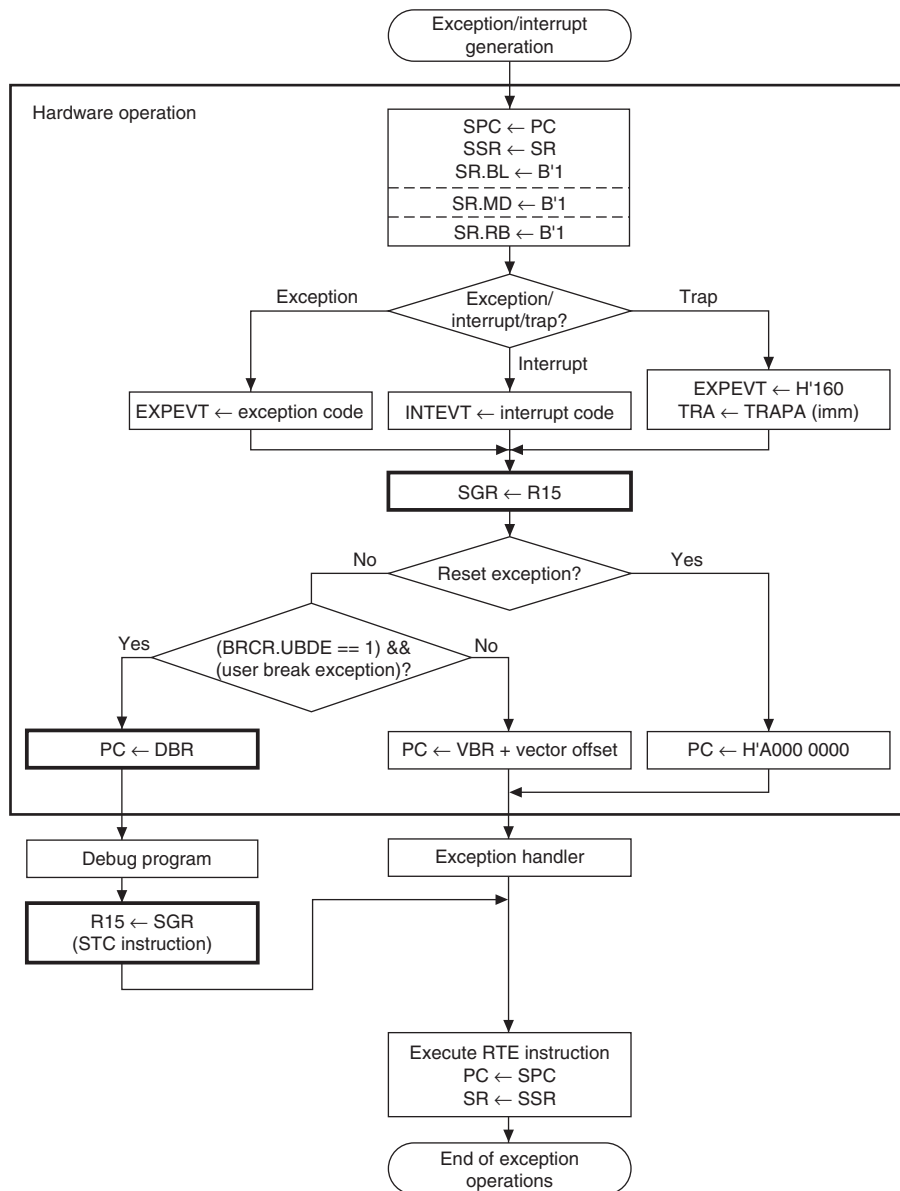 Exception/interrupt
generation
Hardware operation
SPC ← PC
SSR ← SR
SR.BL ← B'1
SR.MD ← B'1
SR.RB ← B'1
Exception
Exception/
interrupt/trap?
Trap
Interrupt
EXPEVT ← exception code
INTEVT ← interrupt code
EXPEVT ← H'160
TRA ← TRAPA (imm)
SGR ← R15
No
Reset exception?
Yes
Yes
(BRCR.UBDE == 1) &&
(user break exception)?
No
PC ← DBR
PC ← VBR + vector offset
PC ← H'A000 0000
Debug program
Exception handler
R15 ← SGR
(STC instruction)
Execute RTE instruction
PC ← SPC
SR ← SSR
End of exception
operations